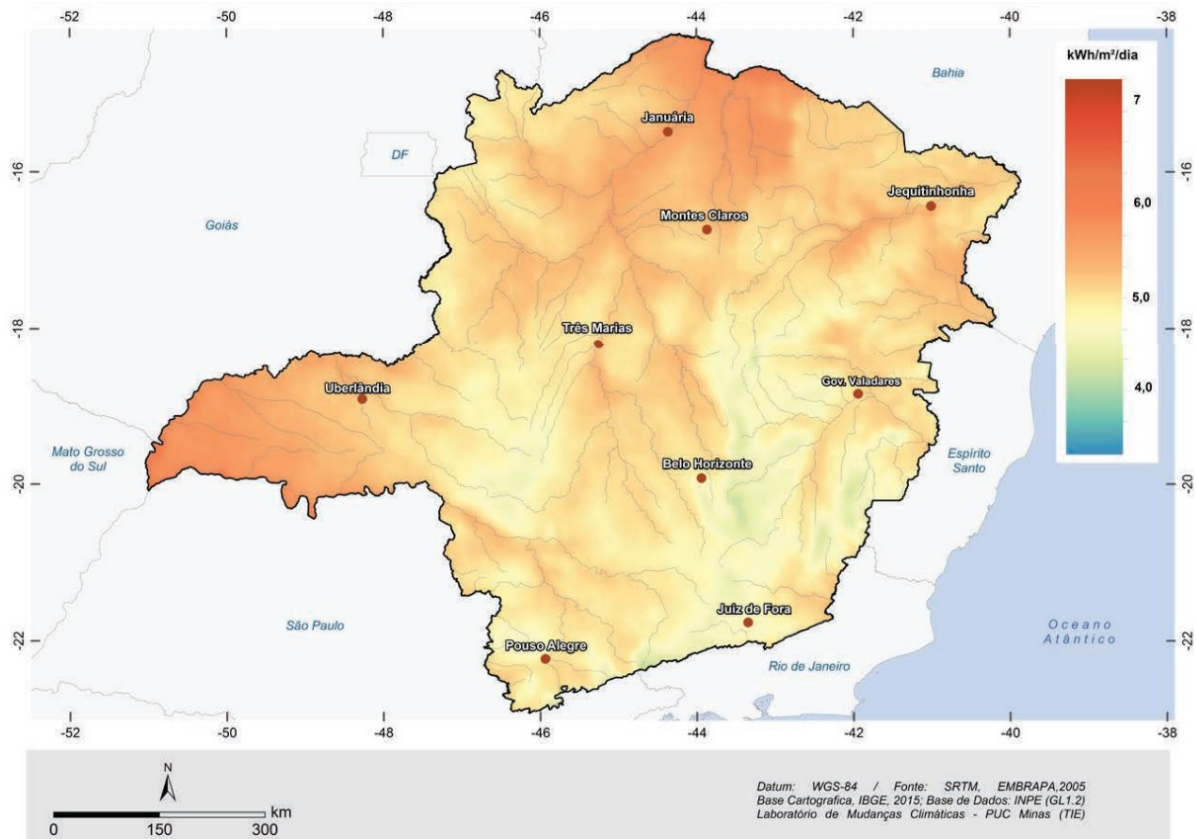 -52 -50 -48 -46 -44 -42 -40 -38
kWh/m²/dia
7
6,0
5,0
4,0
Bahia
Januária
DF
-16 -16
Jequitinhonha
Montes Claros
Goiás
-18 -18
Três Marias
Uberlândia
Gov. Valadares
Mato Grosso
do Sul
Belo Horizonte
Espírito
Santo
-20 -20
São Paulo
Juiz de Fora
Oceano
Atlântico
-22 -22
Pouso Alegre
Rio de Janeiro
-52 -50 -48 -46 -44 -42 -40 -38
N
km
0 150 300
Datum: WGS-84 / Fonte: SRTM, EMBRAPA,2005
Base Cartografica, IBGE, 2015; Base de Dados: INPE (GL1.2)
Laboratório de Mudanças Climáticas - PUC Minas (TIE)